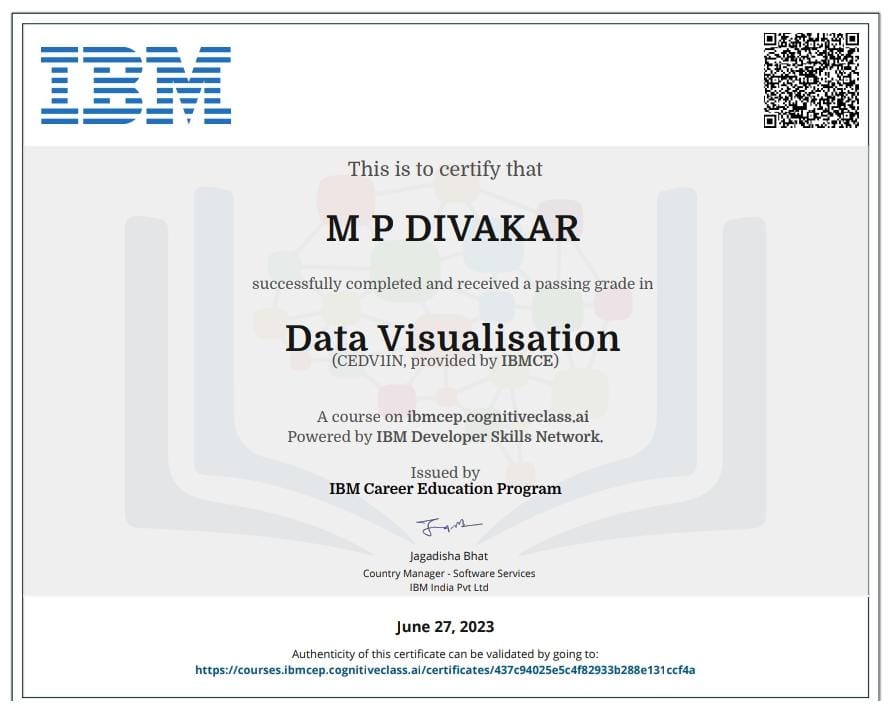 IBM
This is to certify that
M P DIVAKAR
successfully completed and received a passing grade in
Data Visualisation
(CEDV1IN, provided by IBMCE)
A course on ibmcep.cognitiveclass.ai
Powered by IBM Developer Skills Network.
Issued by
IBM Career Education Program
Jagadisha Bhat
Country Manager - Software Services
IBM India Pvt Ltd
June 27, 2023
Authenticity of this certificate can be validated by going to:
https://courses.ibmcep.cognitiveclass.ai/certificates/437c94025e5c4f82933b288e131ccf4a